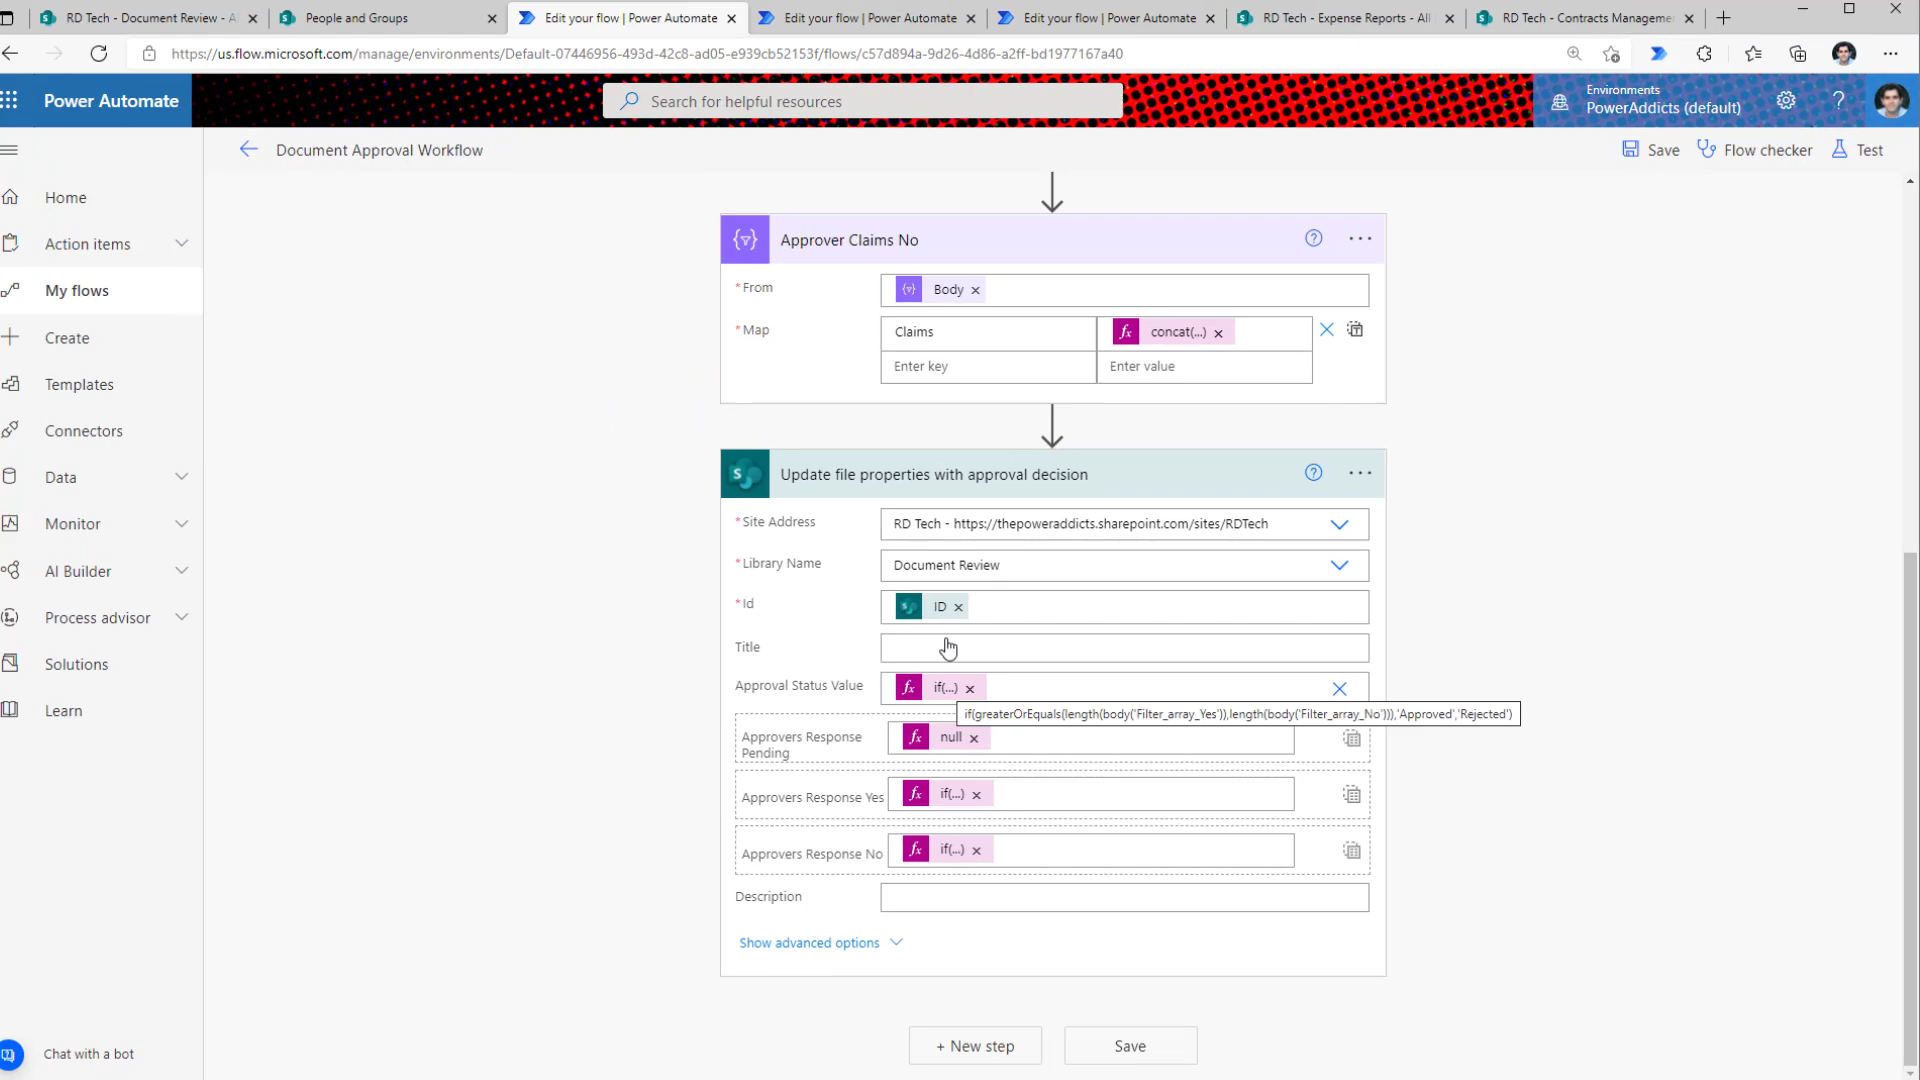 RD Tech - Document Review - A
People and Groups
Edit your flow | Power Automate
Edit your flow | Power Automate
Edit your flow | Power Automate
RD Tech - Expense Reports - All
RD Tech - Contracts Managemen
https://us.flow.microsoft.com/manage/environments/Default-07446956-493d-42c8-ad05-e939cb52153f/flows/c57d894a-9d26-4d86-a2ff-bd1977167a40
Power Automate
Search for helpful resources
Environments
PowerAddicts (default)
Document Approval Workflow
Save
Flow checker
Test
Home
Action items
My flows
Create
Templates
Connectors
Data
Monitor
AI Builder
Process advisor
Solutions
Learn
Chat with a bot
Approver Claims No
* From
Body
* Map
Claims
fx concat(...)
Enter key
Enter value
Update file properties with approval decision
* Site Address
RD Tech - https://thepoweraddicts.sharepoint.com/sites/RDTech
* Library Name
Document Review
* Id
ID
Title
Approval Status Value
fx if(...)
if(greaterOrEquals(length(body('Filter_array_Yes')),length(body('Filter_array_No'))),'Approved','Rejected')
Approvers Response
Pending
fx null
Approvers Response Yes
fx if(...)
Approvers Response No
fx if(...)
Description
Show advanced options
+ New step
Save